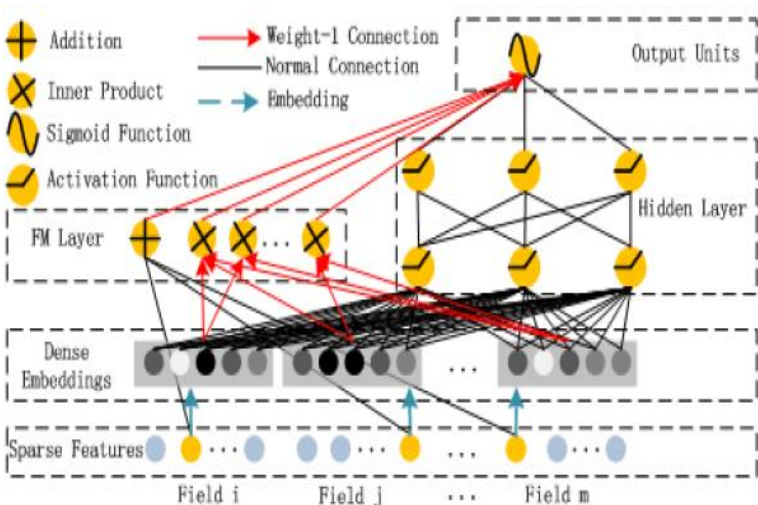 Addition
Inner Product
Sigmoid Function
Activation Function
Weight-1 Connection
Normal Connection
Embedding
Output Units
Hidden Layer
FM Layer
...
Dense
Embeddings
...
Sparse Features
... ... ... ... ...
Field i Field j ... Field m